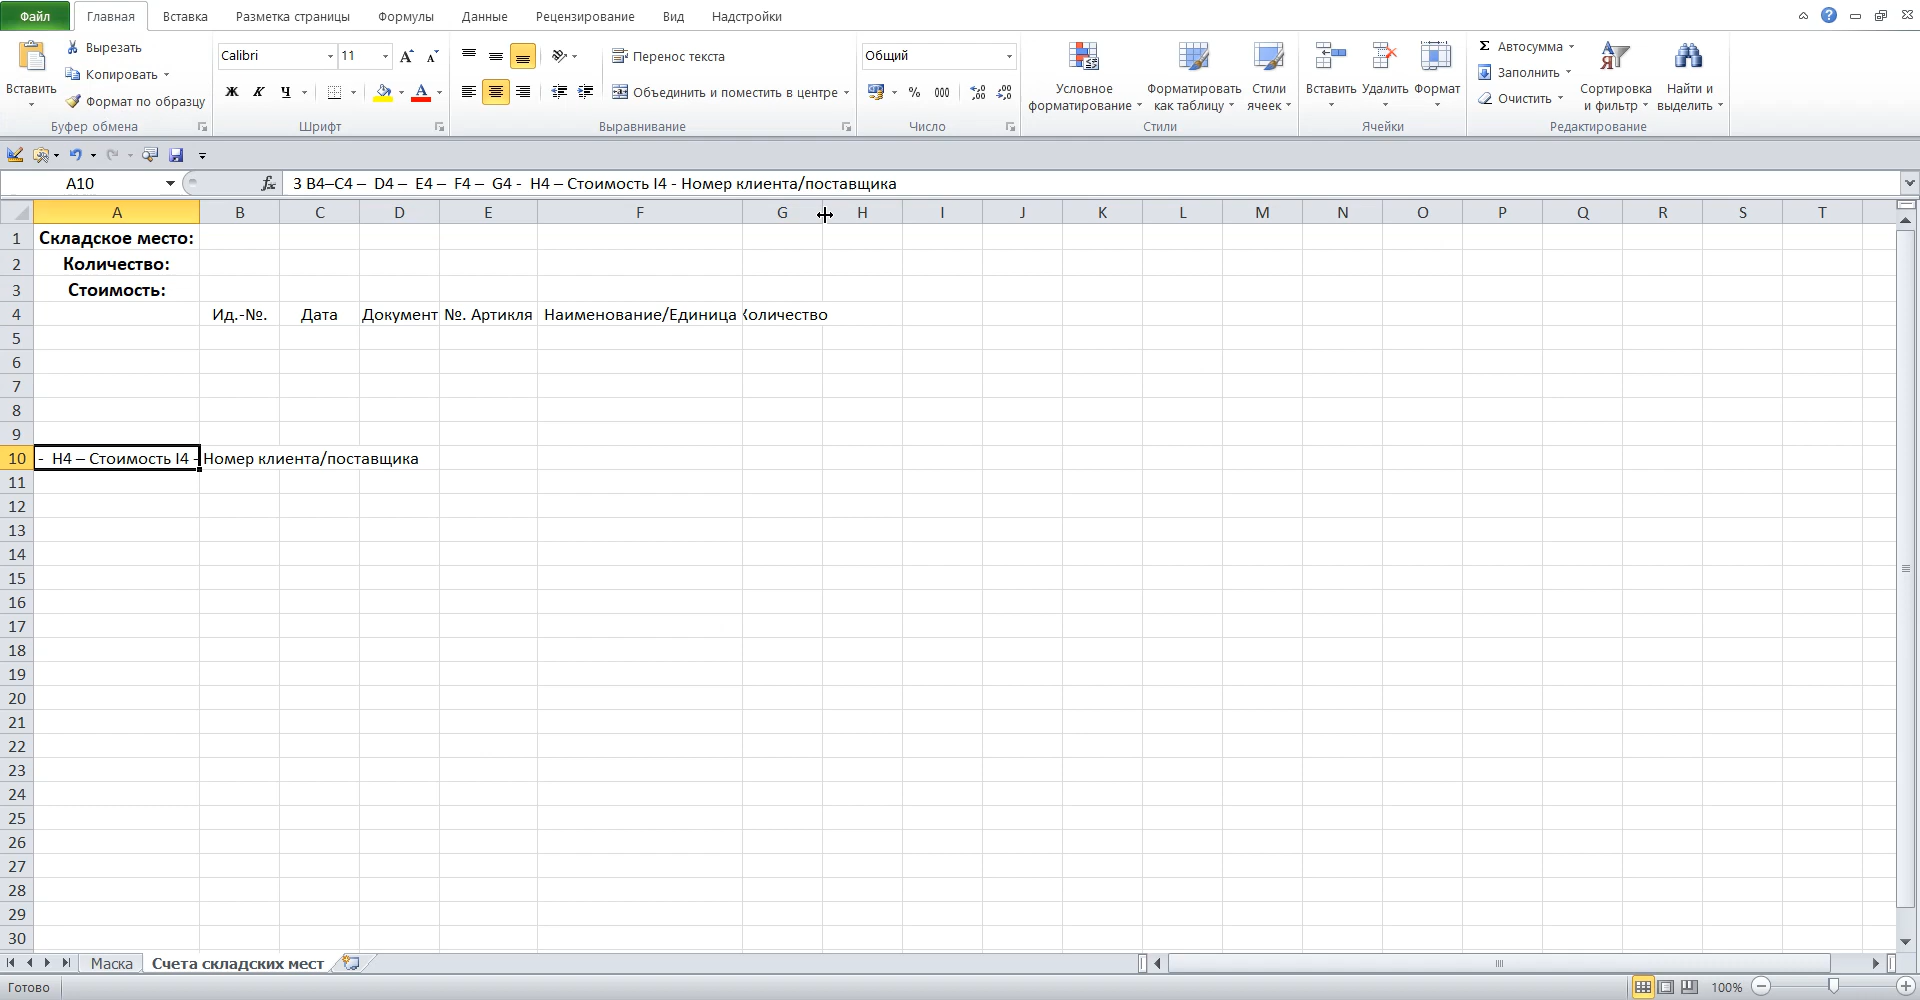 Файл Главная Вставка Разметка страницы Формулы Данные Рецензирование Вид Надстройки
Вставить
Вырезать
Копировать
Формат по образцу
Буфер обмена
Calibri 11
Ж К Ч А
Шрифт
Перенос текста
Объединить и поместить в центре
Выравнивание
Общий
% 000
Число
Условное форматирование
Форматировать как таблицу
Стили ячеек
Стили
Вставить Удалить Формат
Ячейки
Σ Автосумма
Заполнить
Очистить
Сортировка и фильтр
Найти и выделить
Редактирование
A10 fx 3 B4–C4 – D4 – E4 – F4 – G4 - H4 – Стоимость I4 - Номер клиента/поставщика
A B C D E F G H I J K L M N O P Q R S T
1 Складское место:
2 Количество:
3 Стоимость:
4 Ид.-№. Дата Документ №. Артикля Наименование/Единица Количество
5
6
7
8
9
10 - H4 – Стоимость I4 - Номер клиента/поставщика
11
12
13
14
15
16
17
18
19
20
21
22
23
24
25
26
27
28
29
30
Маска Счета складских мест
Готово 100%